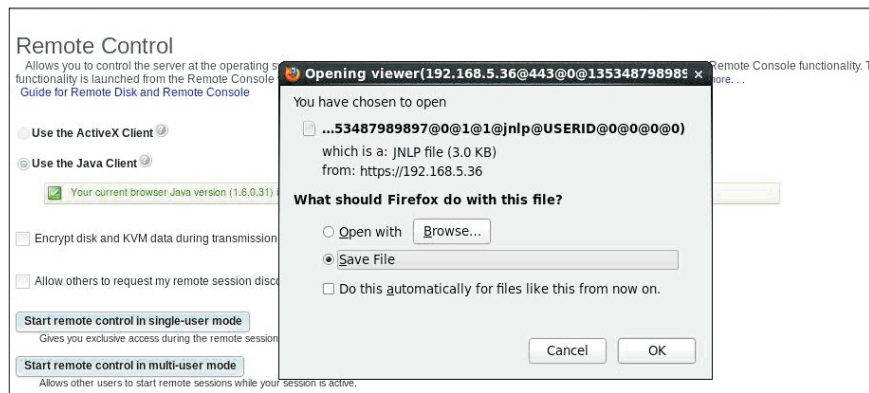 Remote Control
Allows you to control the server at the operating s
Remote Console functionality. T
functionality is launched from the Remote Console
ore. . .
Guide for Remote Disk and Remote Console
Use the ActiveX Client
Use the Java Client
Your current browser Java version (1.6.0.31) i
Encrypt disk and KVM data during transmission
Allow others to request my remote session disco
Start remote control in single-user mode
Gives you exclusive access during the remote session
Start remote control in multi-user mode
Allows other users to start remote sessions while your session is active.
Opening viewer(192.168.5.36@443@0@135348798989
You have chosen to open
...53487989897@0@1@1@jnlp@USERID@0@0@0@0)
which is a: JNLP file (3.0 KB)
from: https://192.168.5.36
What should Firefox do with this file?
Open with Browse...
Save File
Do this automatically for files like this from now on.
Cancel OK